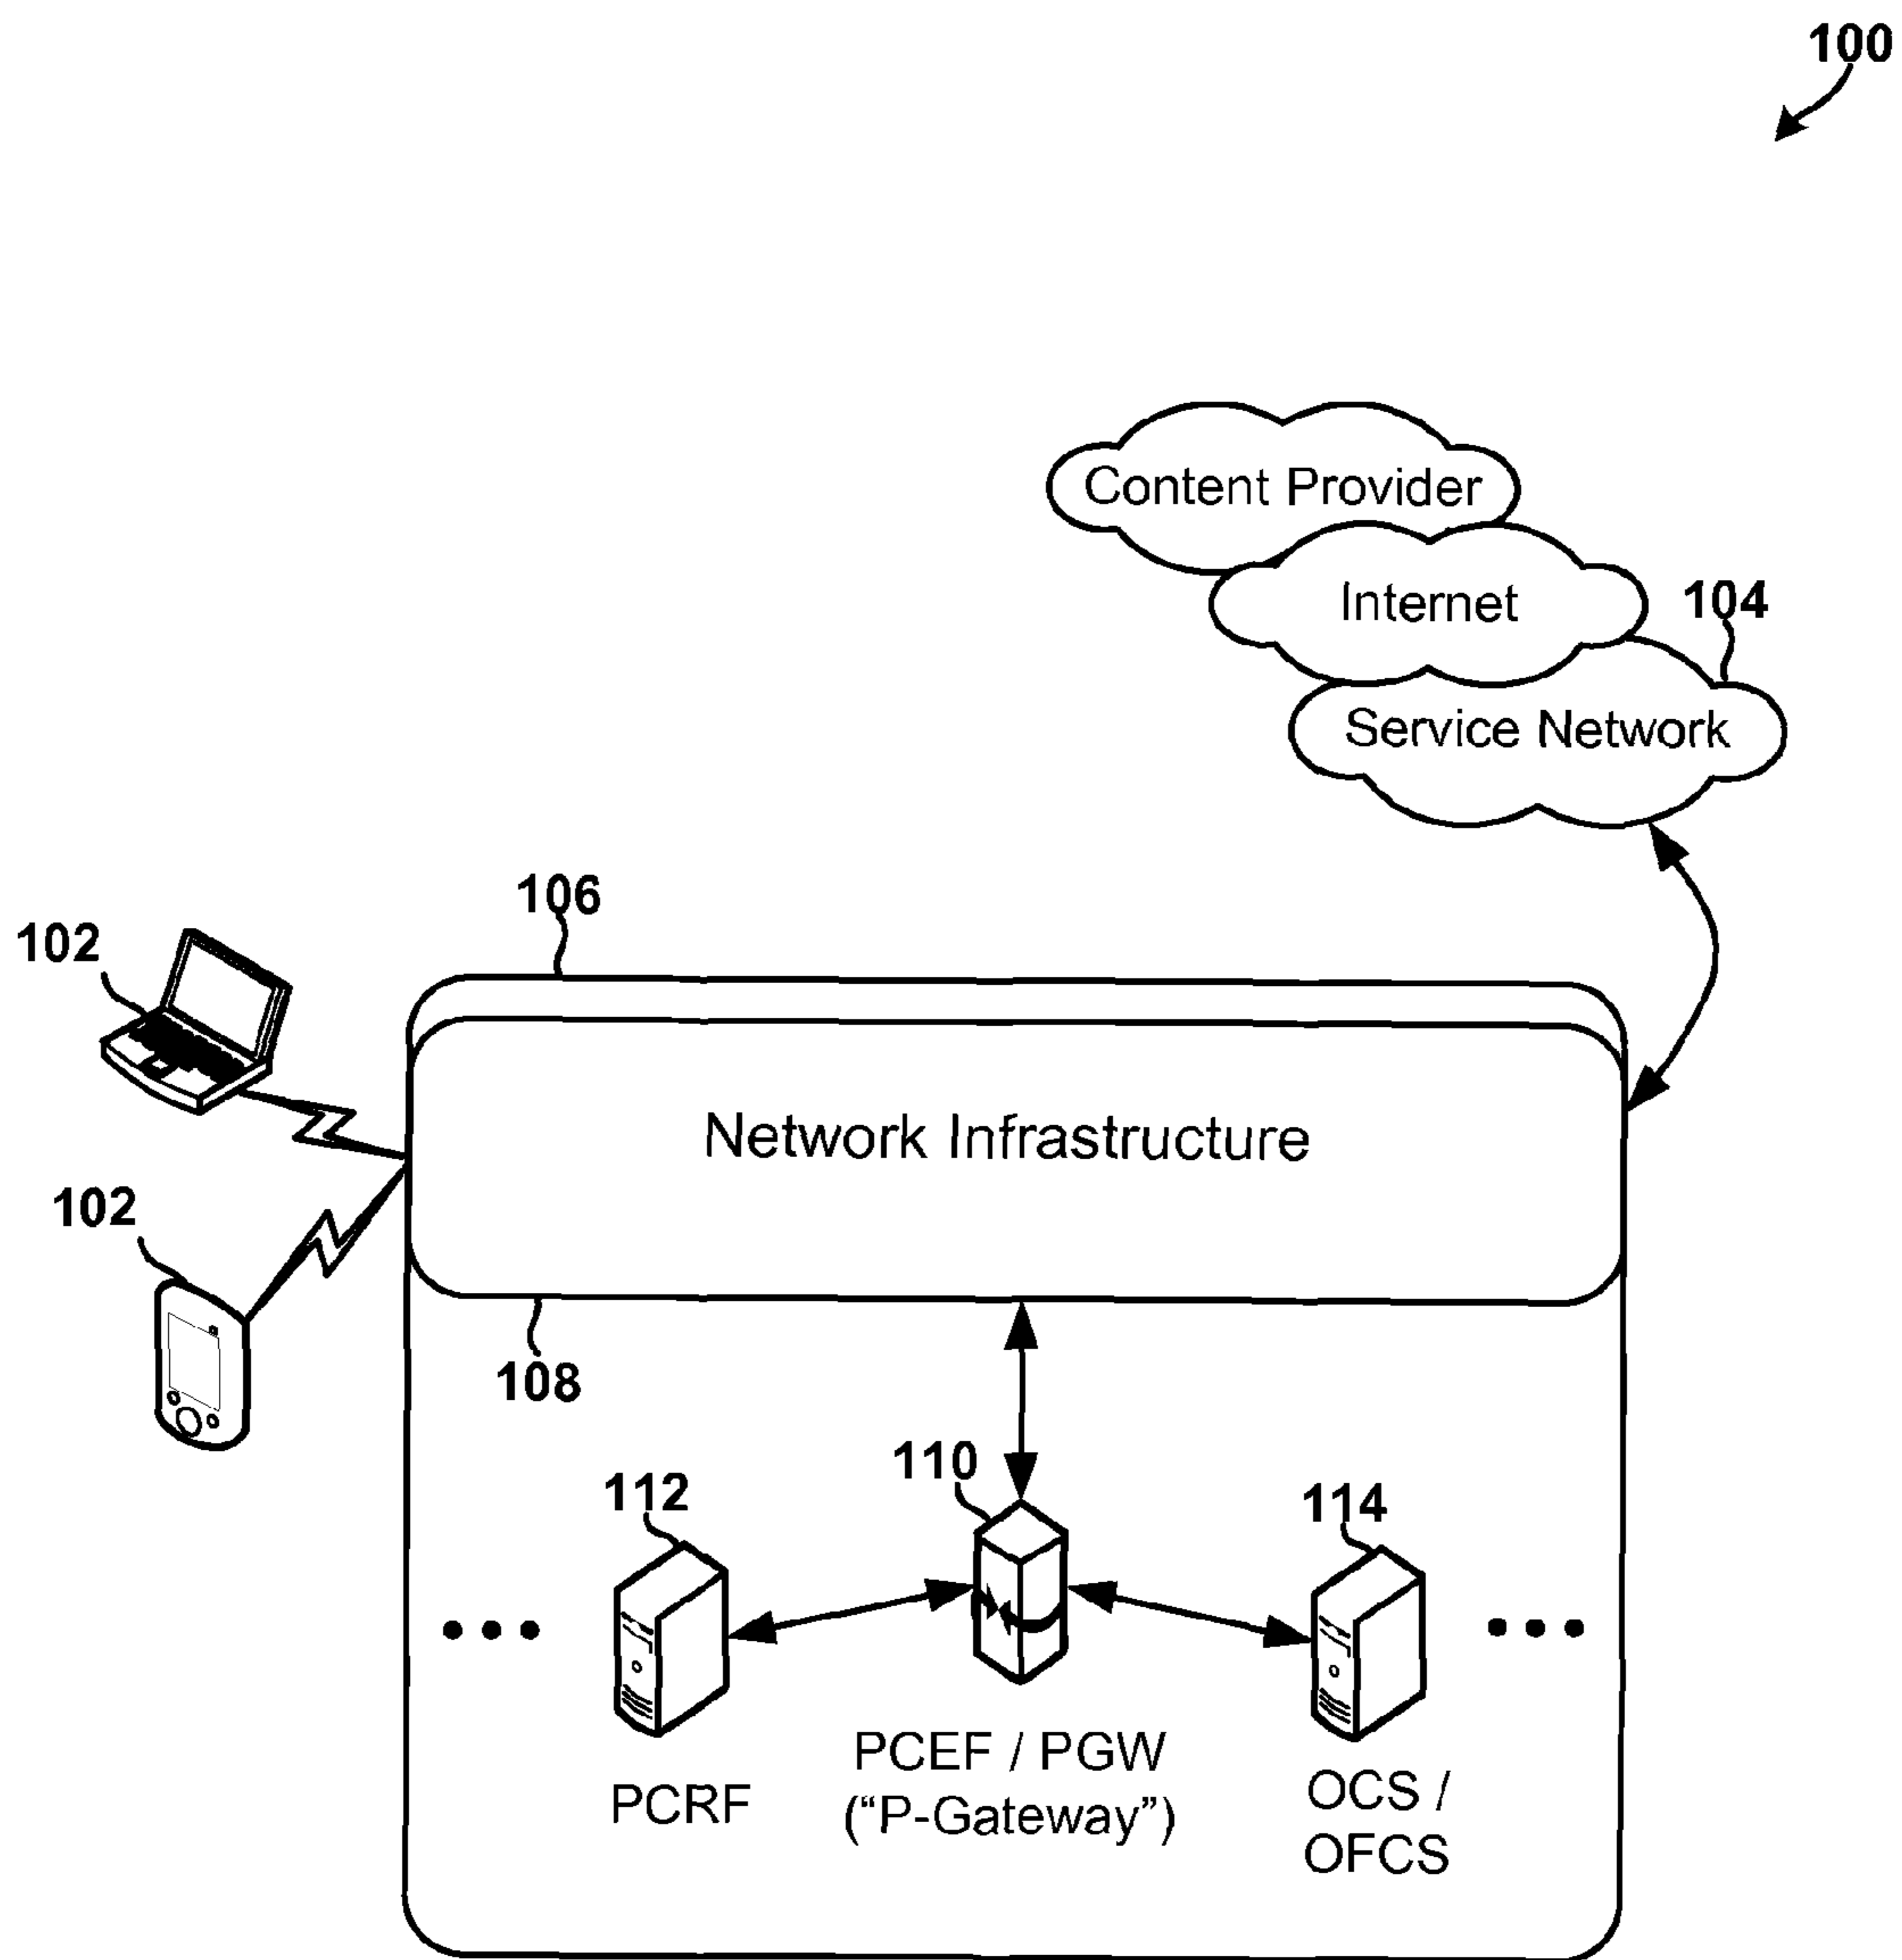 100
Content Provider
Internet
104
Service Network
106
102
Network Infrastructure
102
108
110
112
114
PCEF / PGW
("P-Gateway")
PCRF
OCS /
OFCS